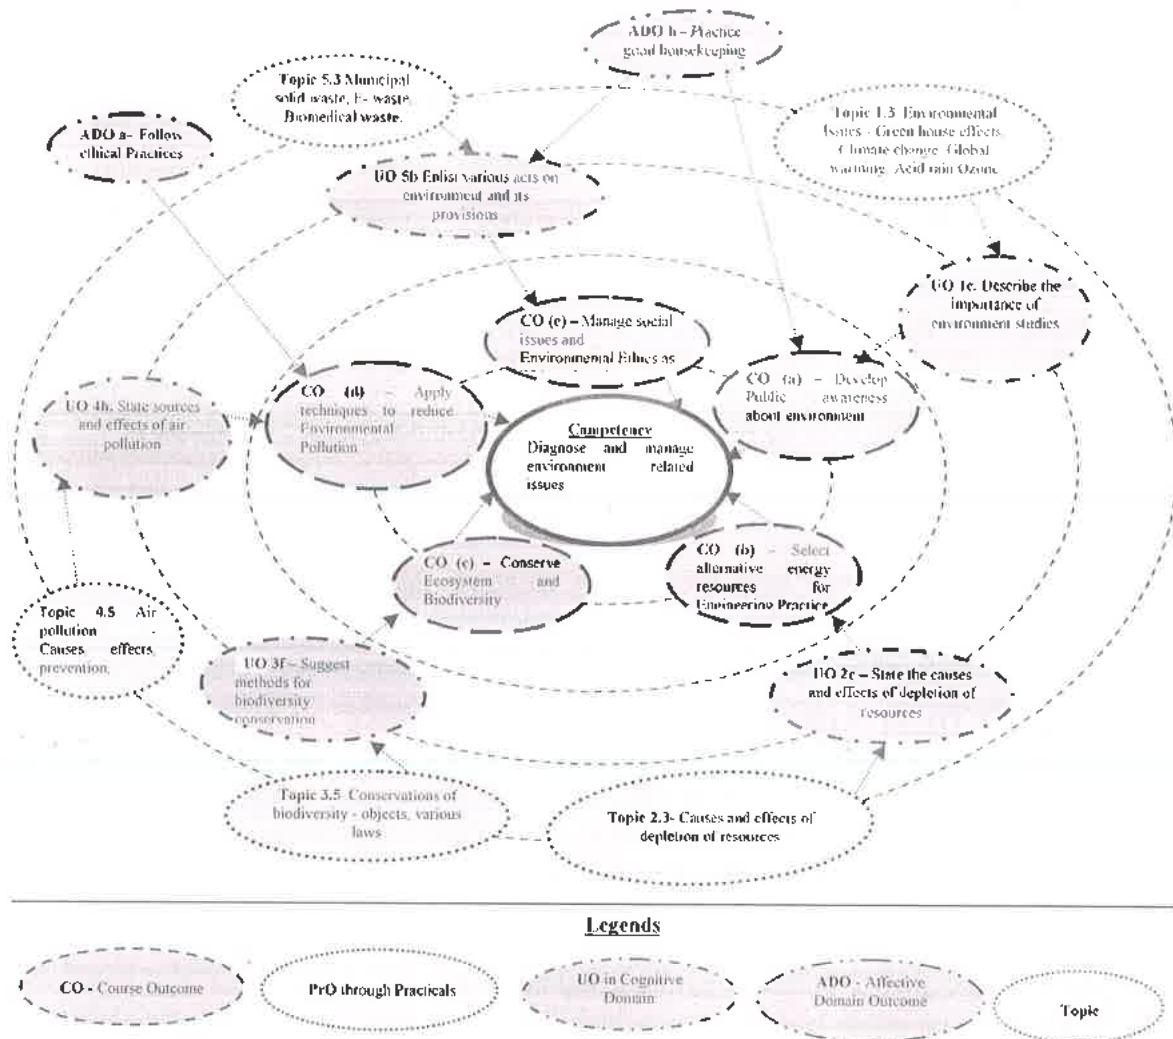 ADO h – Practice
good housekeeping
Topic 5.3 Municipal
solid waste, E- waste,
Biomedical waste.
Topic 1.3 Environmental
Issues - Green house effects,
Climate change, Global
warming, Acid rain Ozone
ADO a– Follow
ethical Practices
UO 5b Enlist various acts on
environment and its
provisions
UO 1e. Describe the
importance of
environment studies
CO (e) – Manage social
issues and
Environmental Ethics as
CO (d) – Apply
techniques to reduce
Environmental
Pollution
CO (a) – Develop
Public awareness
about environment
UO 4h. State sources
and effects of air
pollution
Competency
Diagnose and manage
environment related
issues
CO (c) – Conserve
Ecosystem and
Biodiversity
CO (b) – Select
alternative energy
resources for
Engineering Practice
Topic 4.5 Air
pollution
Causes, effects,
prevention,
UO 3f – Suggest
methods for
biodiversity
conservation
UO 2c – State the causes
and effects of depletion of
resources
Topic 3.5 Conservations of
biodiversity - objects, various
laws
Topic 2.3- Causes and effects of
depletion of resources
Legends
CO - Course Outcome
PrO through Practicals
UO in Cognitive
Domain
ADO - Affective
Domain Outcome
Topic